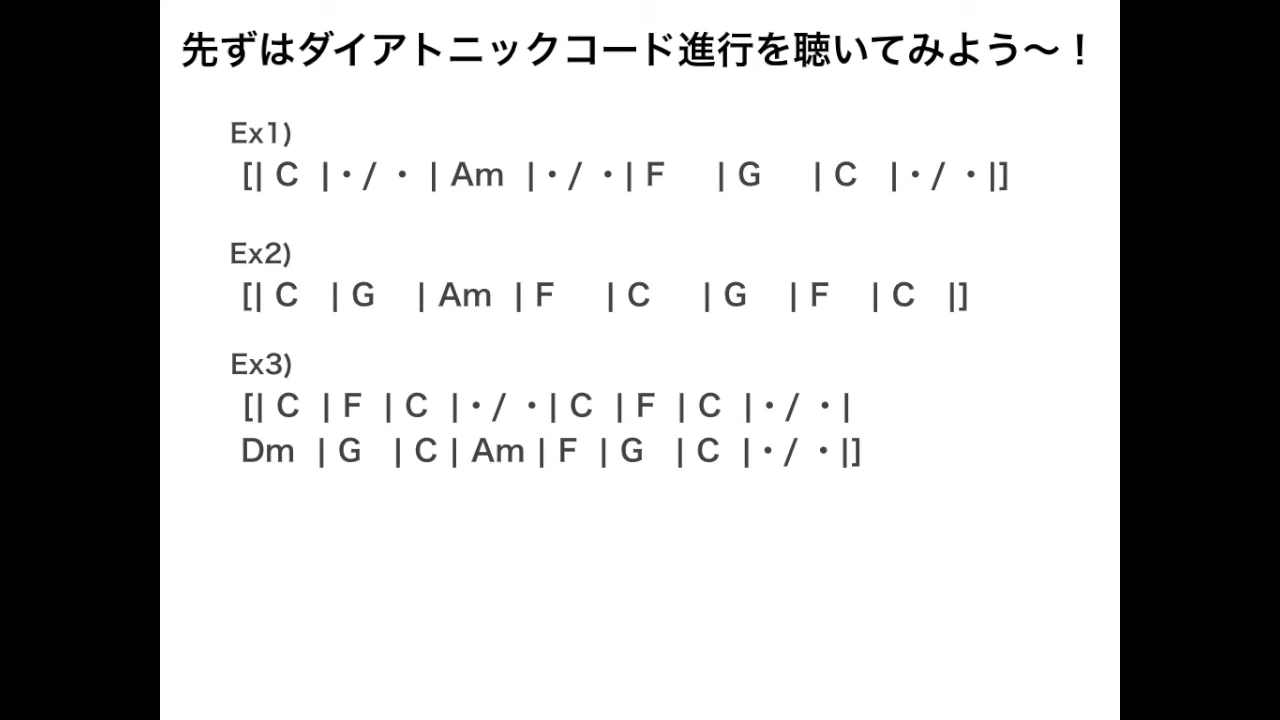 先ずはダイアトニックコード進行を聴いてみよう〜！
Ex1)
[| C |・/ ・ | Am |・/ ・| F | G | C |・/ ・|]
Ex2)
[| C | G | Am | F | C | G | F | C |]
Ex3)
[| C | F | C |・/ ・| C | F | C |・/ ・|
Dm | G | C | Am | F | G | C |・/ ・|]